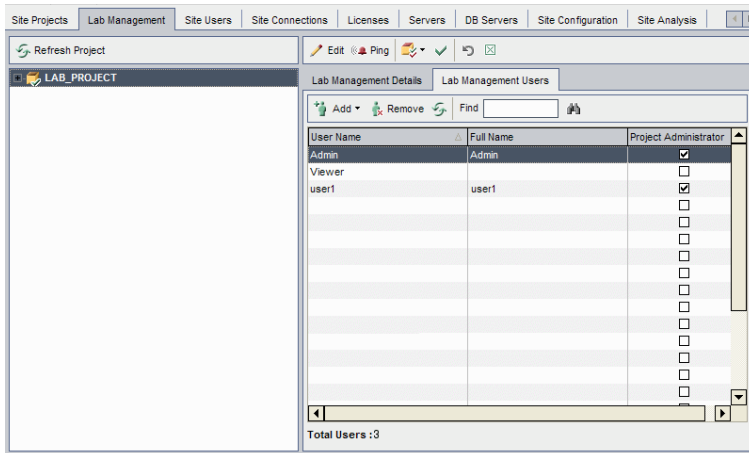 Site Projects Lab Management Site Users Site Connections Licenses Servers DB Servers Site Configuration Site Analysis
Refresh Project
Edit Ping
LAB_PROJECT
Lab Management Details Lab Management Users
Add Remove Find
User Name Full Name Project Administrator
Admin Admin
Viewer
user1 user1
Total Users :3